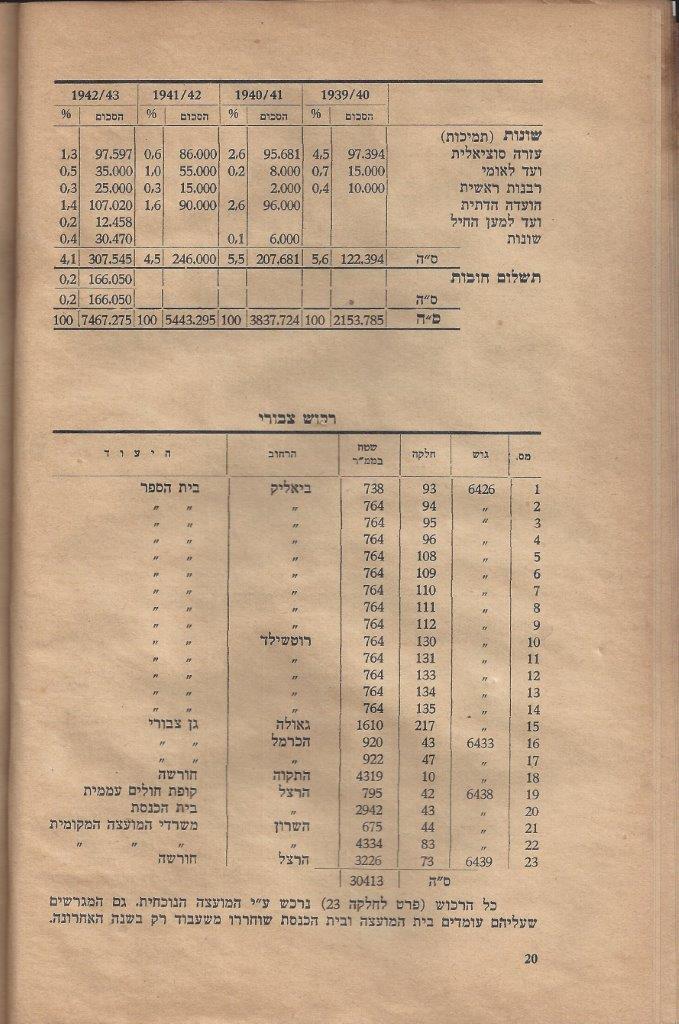 1939/40 1940/41 1941/42 1942/43
הסכום % הסכום % הסכום % הסכום %
שונות (תמיכות)
עזרה סוציאלית 97.394 4,5 95.681 2,6 86.000 0,6 97.597 1,3
ועד לאומי 15.000 0,7 8.000 0,2 55.000 1,0 35.000 0,5
רבנות ראשית 10.000 0,4 2.000 15.000 0,3 25.000 0,3
הועדה הדתית 96.000 2,6 90.000 1,6 107.020 1,4
ועד למען החיל 12.458 0,2
שונות 6.000 0,1 30.470 0,4
ס״ה 122.394 5,6 207.681 5,5 246.000 4,5 307.545 4,1
תשלום חובות 166.050 0,2
ס״ה 166.050 0,2
ס״ה 2153.785 100 3837.724 100 5443.295 100 7467.275 100
רכוש צבורי
מס. גוש חלקה שטח במ״ר הרחוב היעוד
1 6426 93 738 ביאליק בית הספר
2 „ 94 764 „ „ „
3 „ 95 764 „ „ „
4 „ 96 764 „ „ „
5 „ 108 764 „ „ „
6 „ 109 764 „ „ „
7 „ 110 764 „ „ „
8 „ 111 764 „ „ „
9 „ 112 764 „ „ „
10 „ 130 764 רוטשילד „ „
11 „ 131 764 „ „ „
12 „ 133 764 „ „ „
13 „ 134 764 „ „ „
14 „ 135 764 „ „ „
15 „ 217 1610 גאולה גן צבורי
16 6433 43 920 הכרמל „ „
17 „ 47 922 „ „ „
18 „ 10 4319 התקוה חורשה
19 6438 42 795 הרצל קופת חולים עממית
20 „ 43 2942 „ בית הכנסת
21 „ 44 675 השרון משרדי המועצה המקומית
22 „ 83 4334 „ „ „ „
23 6439 73 3226 הרצל חורשה
ס״ה 30413
כל הרכוש (פרט לחלקה 23) נרכש ע״י המועצה הנוכחית. גם המגרשים
שעליהם עומדים בית המועצה ובית הכנסת שוחררו משעבוד רק בשנה האחרונה.
20